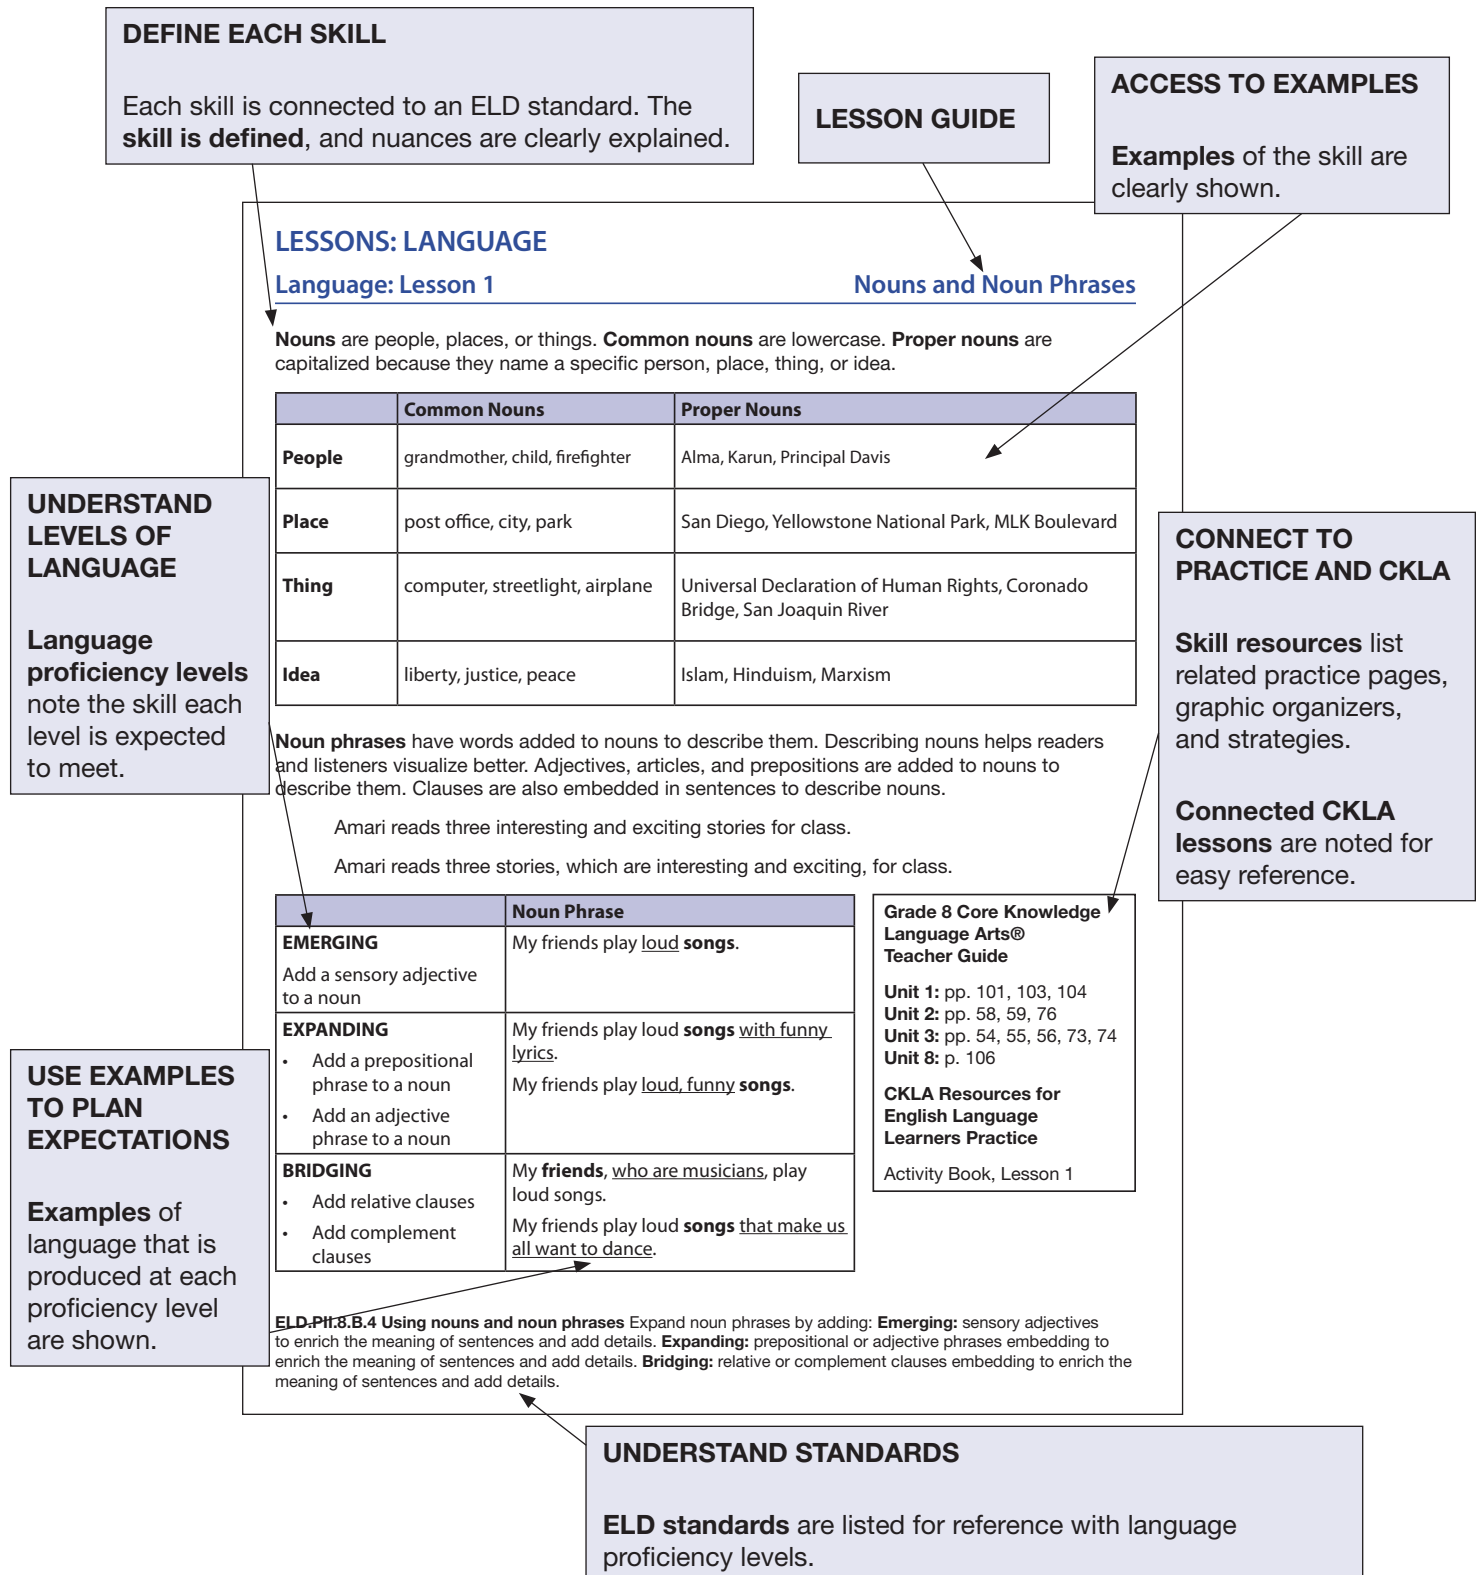 DEFINE EACH SKILL
Each skill is connected to an ELD standard. The
skill is defined, and nuances are clearly explained.
LESSON GUIDE
ACCESS TO EXAMPLES
Examples of the skill are
clearly shown.
LESSONS: LANGUAGE
Language: Lesson 1
Nouns and Noun Phrases
Nouns are people, places, or things. Common nouns are lowercase. Proper nouns are
capitalized because they name a specific person, place, thing, or idea.
Common Nouns
Proper Nouns
People
grandmother, child, firefighter
Alma, Karun, Principal Davis
Place
post office, city, park
San Diego, Yellowstone National Park, MLK Boulevard
Thing
computer, streetlight, airplane
Universal Declaration of Human Rights, Coronado
Bridge, San Joaquin River
Idea
liberty, justice, peace
Islam, Hinduism, Marxism
UNDERSTAND
LEVELS OF
LANGUAGE
Language
proficiency levels
note the skill each
level is expected
to meet.
CONNECT TO
PRACTICE AND CKLA
Skill resources list
related practice pages,
graphic organizers,
and strategies.
Connected CKLA
lessons are noted for
easy reference.
Noun phrases have words added to nouns to describe them. Describing nouns helps readers
and listeners visualize better. Adjectives, articles, and prepositions are added to nouns to
describe them. Clauses are also embedded in sentences to describe nouns.
Amari reads three interesting and exciting stories for class.
Amari reads three stories, which are interesting and exciting, for class.
Noun Phrase
EMERGING
Add a sensory adjective
to a noun
My friends play loud songs.
EXPANDING
• Add a prepositional
phrase to a noun
• Add an adjective
phrase to a noun
My friends play loud songs with funny
lyrics.
My friends play loud, funny songs.
BRIDGING
• Add relative clauses
• Add complement
clauses
My friends, who are musicians, play
loud songs.
My friends play loud songs that make us
all want to dance.
Grade 8 Core Knowledge
Language Arts®
Teacher Guide
Unit 1: pp. 101, 103, 104
Unit 2: pp. 58, 59, 76
Unit 3: pp. 54, 55, 56, 73, 74
Unit 8: p. 106
CKLA Resources for
English Language
Learners Practice
Activity Book, Lesson 1
USE EXAMPLES
TO PLAN
EXPECTATIONS
Examples of
language that is
produced at each
proficiency level
are shown.
ELD.PII.8.B.4 Using nouns and noun phrases Expand noun phrases by adding: Emerging: sensory adjectives
to enrich the meaning of sentences and add details. Expanding: prepositional or adjective phrases embedding to
enrich the meaning of sentences and add details. Bridging: relative or complement clauses embedding to enrich the
meaning of sentences and add details.
UNDERSTAND STANDARDS
ELD standards are listed for reference with language
proficiency levels.